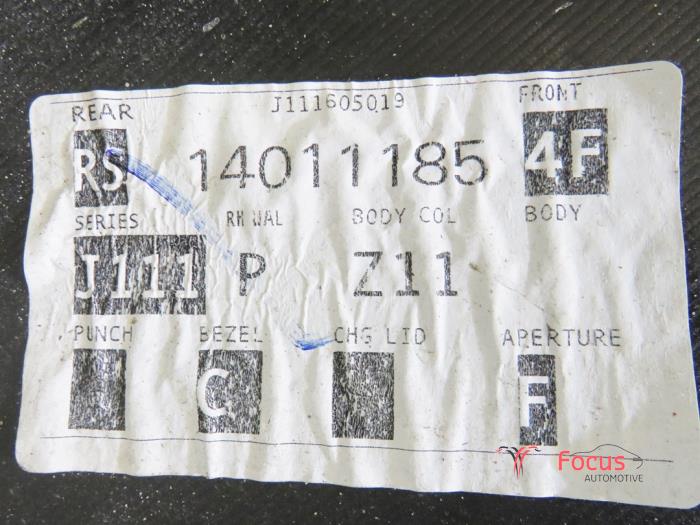 REAR J111605019 FRONT
RS 14011185 4F
SERIES RH WAL BODY COL BODY
J111 P Z11
PUNCH BEZEL CHG LID APERTURE
C F
Focus
AUTOMOTIVE